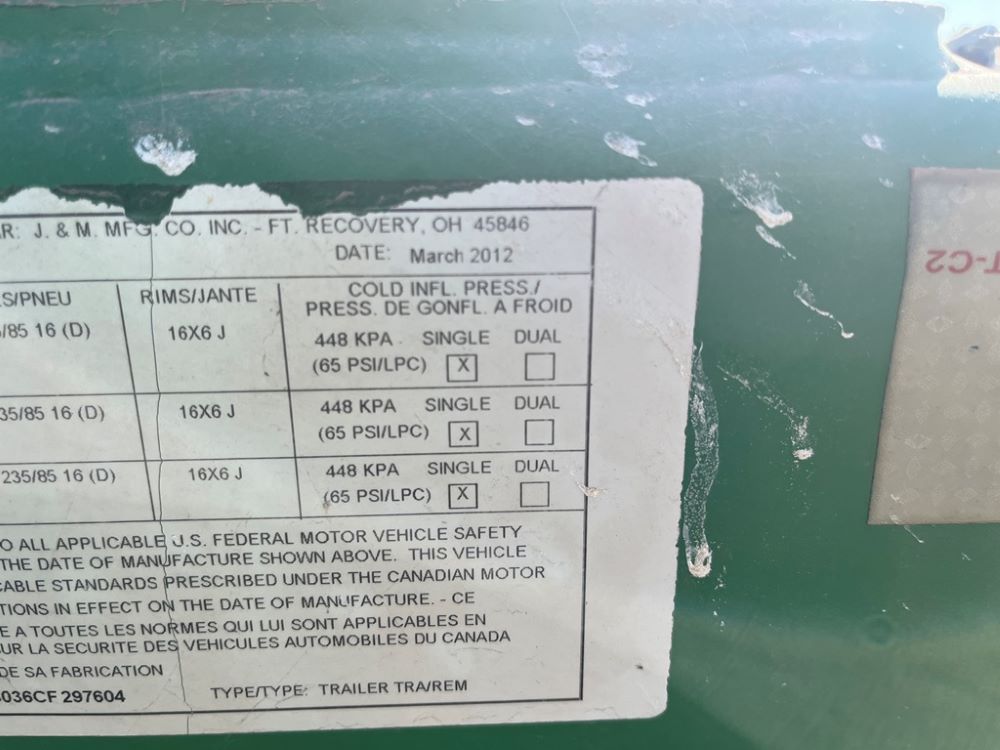 R: J. & M. MFG. CO. INC. - FT. RECOVERY, OH 45846
DATE: March 2012
S/PNEU RIMS/JANTE COLD INFL. PRESS./
PRESS. DE GONFL. A FROID
/85 16 (D) 16X6 J 448 KPA SINGLE DUAL
(65 PSI/LPC) X
35/85 16 (D) 16X6 J 448 KPA SINGLE DUAL
(65 PSI/LPC) X
235/85 16 (D) 16X6 J 448 KPA SINGLE DUAL
(65 PSI/LPC) X
O ALL APPLICABLE U.S. FEDERAL MOTOR VEHICLE SAFETY
THE DATE OF MANUFACTURE SHOWN ABOVE. THIS VEHICLE
CABLE STANDARDS PRESCRIBED UNDER THE CANADIAN MOTOR
TIONS IN EFFECT ON THE DATE OF MANUFACTURE. - CE
E A TOUTES LES NORMES QUI LUI SONT APPLICABLES EN
UR LA SECURITE DES VEHICULES AUTOMOBILES DU CANADA
DE SA FABRICATION
036CF 297604 TYPE/TYPE: TRAILER TRA/REM
-C2